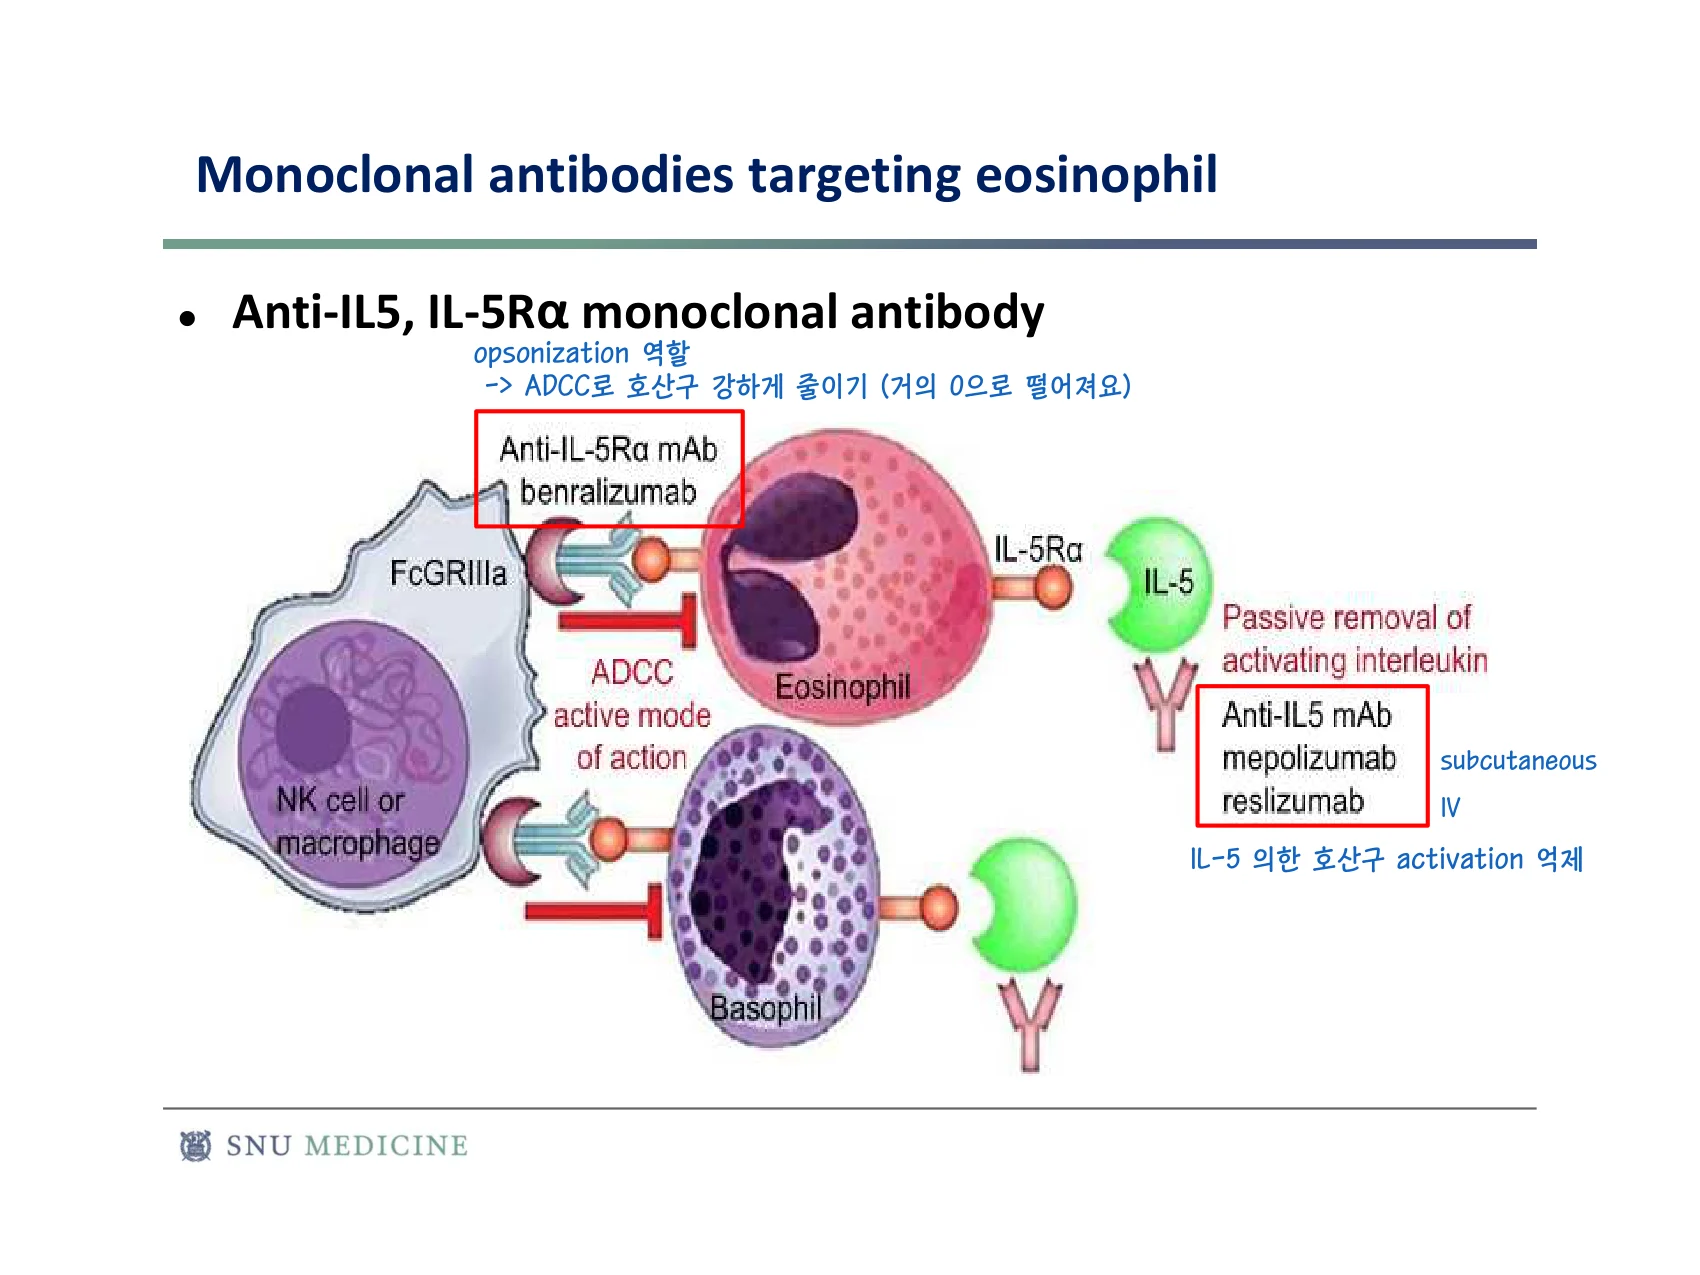 Monoclonal antibodies targeting eosinophil
● Anti-IL5, IL-5Rα monoclonal antibody
opsonization 역할
-> ADCC로 호산구 강하게 줄이기 (거의 0으로 떨어져요)
Anti-IL-5Rα mAb
benralizumab
FcGRIIIa
IL-5Rα
IL-5
Passive removal of
activating interleukin
ADCC
active mode
of action
Eosinophil
Anti-IL5 mAb
mepolizumab
reslizumab
subcutaneous
IV
IL-5 의한 호산구 activation 억제
NK cell or
macrophage
Basophil
SNU MEDICINE